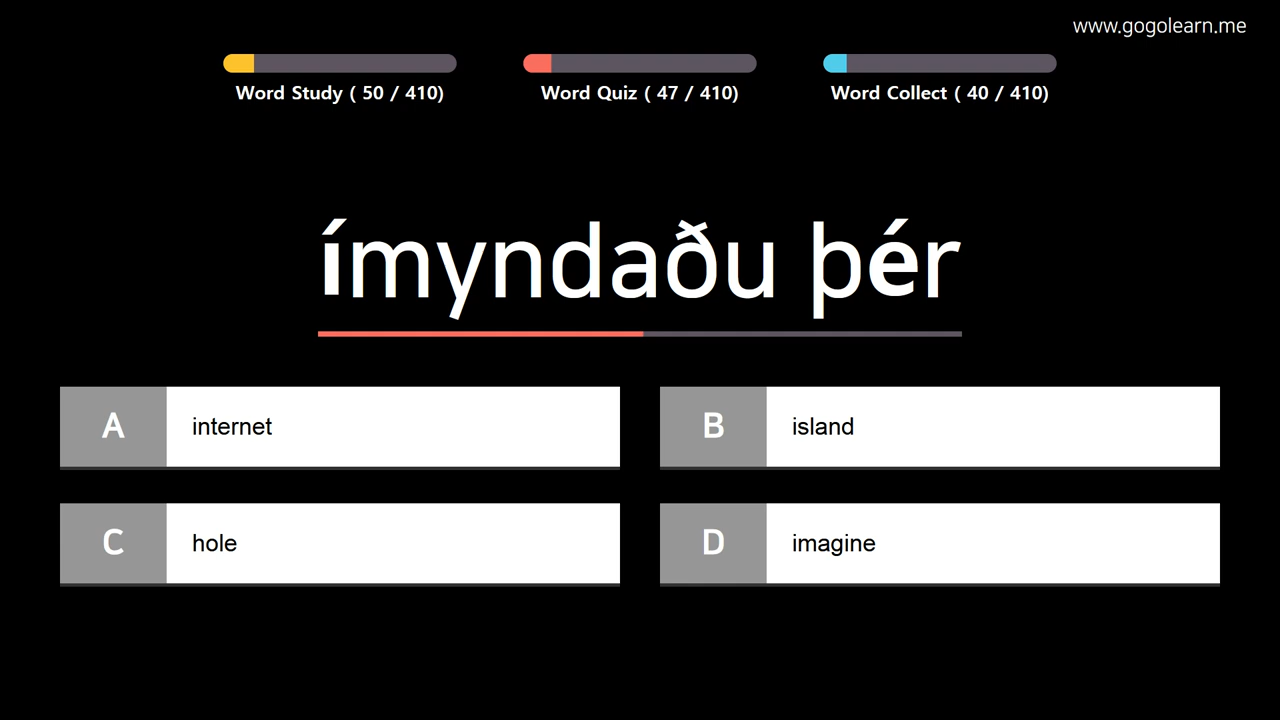 www.gogolearn.me
Word Study ( 50 / 410)
Word Quiz ( 47 / 410)
Word Collect ( 40 / 410)
ímyndaðu þér
A internet
B island
C hole
D imagine